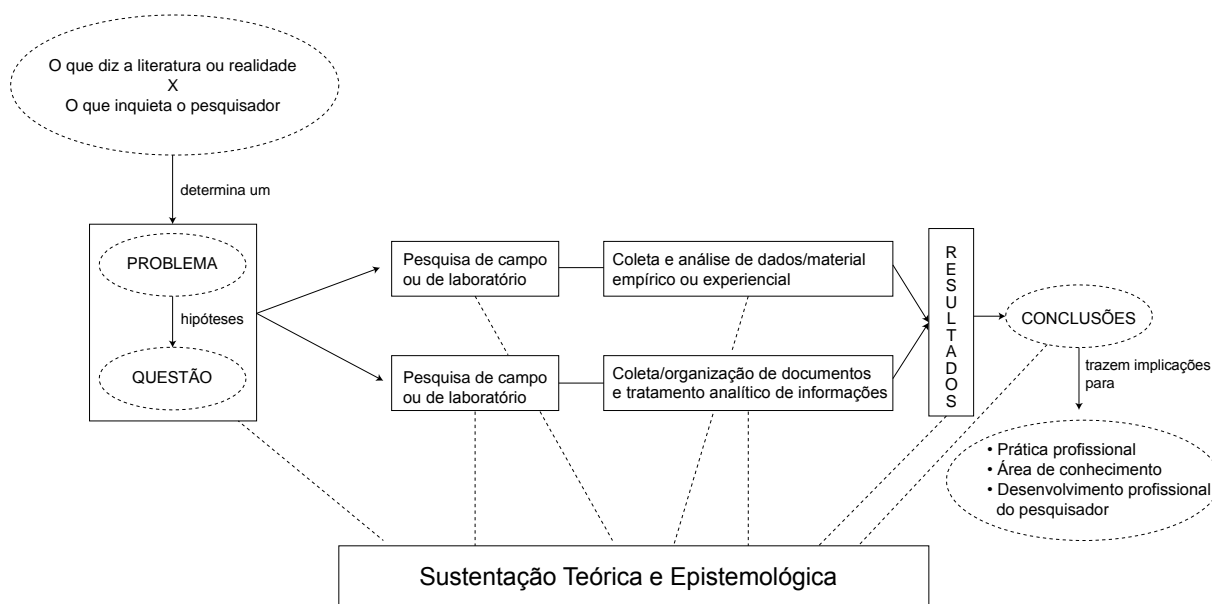 O que diz a literatura ou realidade
X
O que inquieta o pesquisador
determina um
PROBLEMA
hipóteses
QUESTÃO
Pesquisa de campo
ou de laboratório
Coleta e análise de dados/material
empírico ou experiencial
Pesquisa de campo
ou de laboratório
Coleta/organização de documentos
e tratamento analítico de informações
RESULTADOS
CONCLUSÕES
trazem implicações
para
• Prática profissional
• Área de conhecimento
• Desenvolvimento profissional
do pesquisador
Sustentação Teórica e Epistemológica